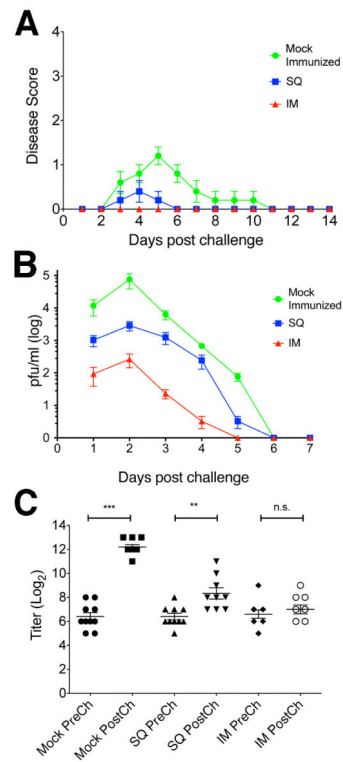 A
Disease Score
4
3
2
1
0
0 2 4 6 8 10 12 14
Days post challenge
Mock
Immunized
SQ
IM
B
pfu/ml (log)
5
4
3
2
1
0
0 1 2 3 4 5 6 7
Days post challenge
Mock
Immunized
SQ
IM
C
*** ** n.s.
Titer (Log2)
14
12
10
8
6
4
2
0
Mock PreCh
Mock PostCh
SQ PreCh
SQ PostCh
IM PreCh
IM PostCh